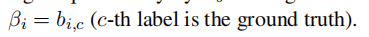 βᵢ = bᵢ,c (c-th label is the ground truth).